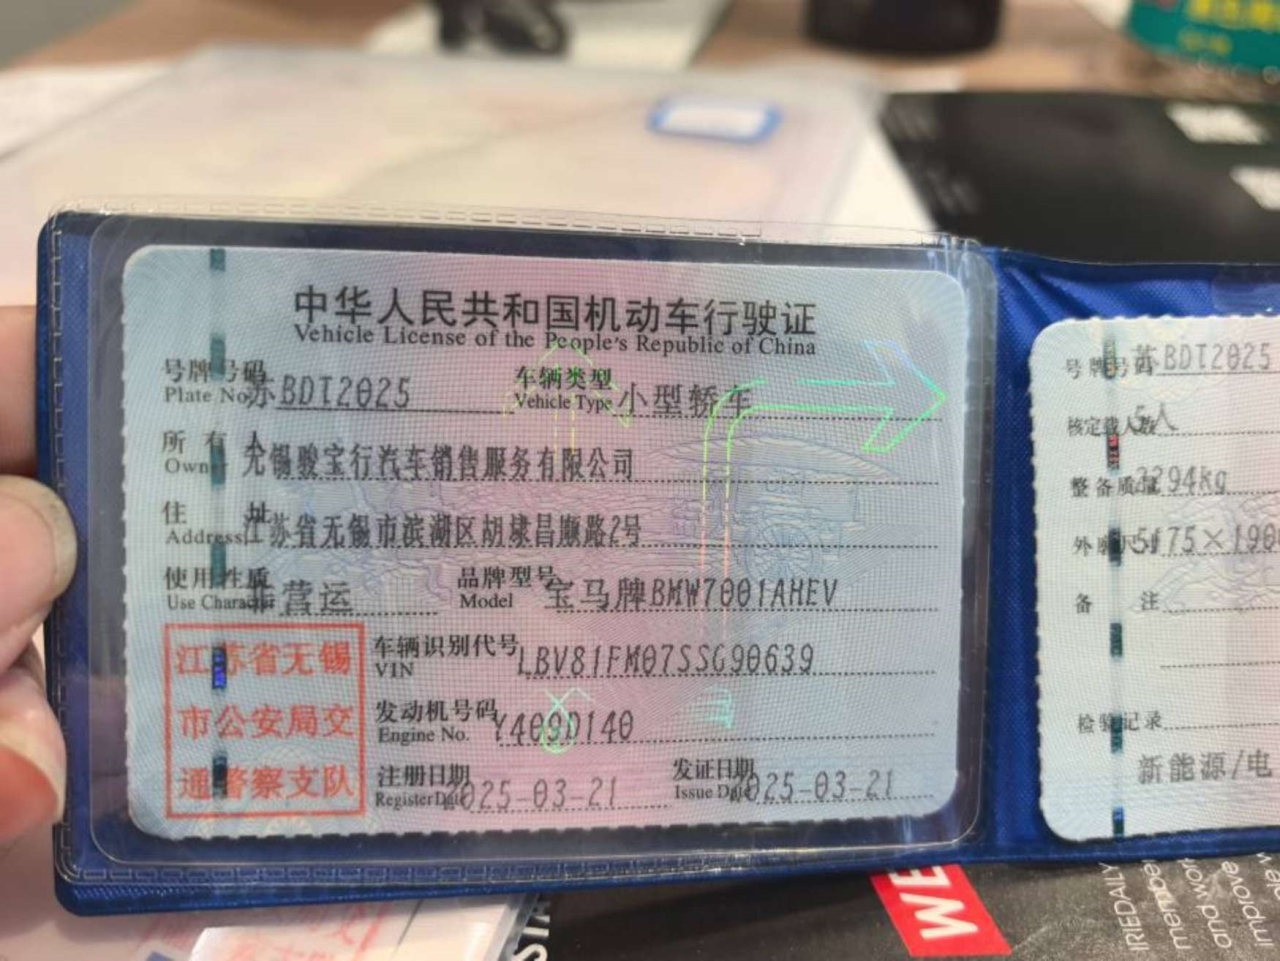 中华人民共和国机动车行驶证
Vehicle License of the People's Republic of China
号牌号码 苏BDT2025 车辆类型 小型轿车
Plate No. Vehicle Type
所有人 无锡骏宝行汽车销售服务有限公司
Owner
住址 江苏省无锡市滨湖区胡埭昌顺路2号
Address
使用性质 非营运 品牌型号 宝马牌BMW7001AHEV
Use Character Model
江苏省无锡
市公安局交
通警察支队
车辆识别代号 LBV81FM07SSG90639
VIN
发动机号码 Y409D140
Engine No.
注册日期 2025-03-21 发证日期 2025-03-21
Register Date Issue Date
号牌号码 苏BDT2025
核定载人数 5人
整备质量 2294kg
外廓尺寸 5175×190
备注
检验记录
新能源/电
WE
IRIEDAILY
member
and wor
improve